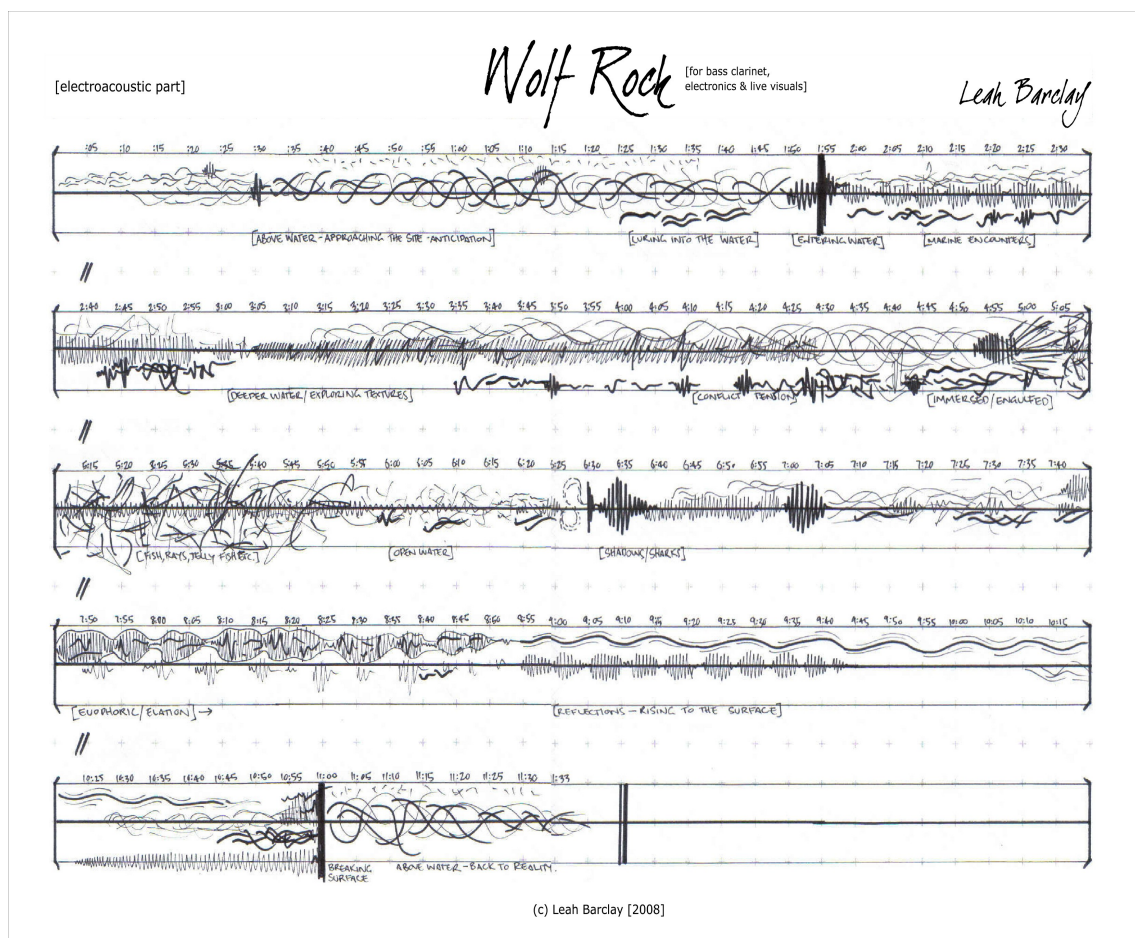 Wolf Rock
[for bass clarinet,
electronics & live visuals]
[electroacoustic part]
Leah Barclay
:05 :10 :15 :20 :25 :30 :35 :40 :45 :50 :55 1:00 1:05 1:10 1:15 1:20 1:25 1:30 1:35 1:40 1:45 1:50 1:55 2:00 2:05 2:10 2:15 2:20 2:25 2:30
[ABOVE WATER - APPROACHING THE SITE - ANTICIPATION] [LURING INTO THE WATER] [ENTERING WATER] [MARINE ENCOUNTERS]
2:40 2:45 2:50 2:55 3:00 3:05 3:10 3:15 3:20 3:25 3:30 3:35 3:40 3:45 3:50 3:55 4:00 4:05 4:10 4:15 4:20 4:25 4:30 4:35 4:40 4:45 4:50 4:55 5:00 5:05
[DEEPER WATER/EXPLORING TEXTURES] [CONFLICT TENSION] [IMMERSED/ENGULFED]
5:15 5:20 5:25 5:30 5:35 5:40 5:45 5:50 5:55 6:00 6:05 6:10 6:15 6:20 6:25 6:30 6:35 6:40 6:45 6:50 6:55 7:00 7:05 7:10 7:15 7:20 7:25 7:30 7:35 7:40
[FISH, RAYS, JELLY FISH ETC.] [OPEN WATER] [SHADOWS/SHARKS]
7:50 7:55 8:00 8:05 8:10 8:15 8:20 8:25 8:30 8:35 8:40 8:45 8:50 8:55 9:00 9:05 9:10 9:15 9:20 9:25 9:30 9:35 9:40 9:45 9:50 9:55 10:00 10:05 10:10 10:15
[EUOPHORIC/ELATION] → [REFLECTIONS - RISING TO THE SURFACE]
10:25 10:30 10:35 10:40 10:45 10:50 10:55 11:00 11:05 11:10 11:15 11:20 11:25 11:30 11:33
BREAKING ABOVE WATER - BACK TO REALITY.
SURFACE
(c) Leah Barclay [2008]